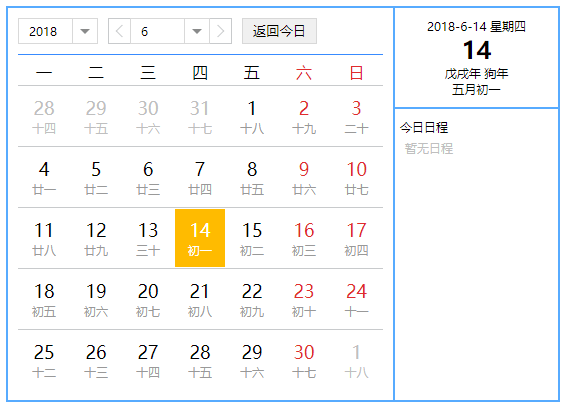 2018 6 返回今日
一 二 三 四 五 六 日
28 29 30 31 1 2 3
十四 十五 十六 十七 十八 十九 二十
4 5 6 7 8 9 10
廿一 廿二 廿三 廿四 廿五 廿六 廿七
11 12 13 14 15 16 17
廿八 廿九 三十 初一 初二 初三 初四
18 19 20 21 22 23 24
初五 初六 初七 初八 初九 初十 十一
25 26 27 28 29 30 1
十二 十三 十四 十五 十六 十七 十八
2018-6-14 星期四
14
戊戌年 狗年
五月初一
今日日程
暂无日程